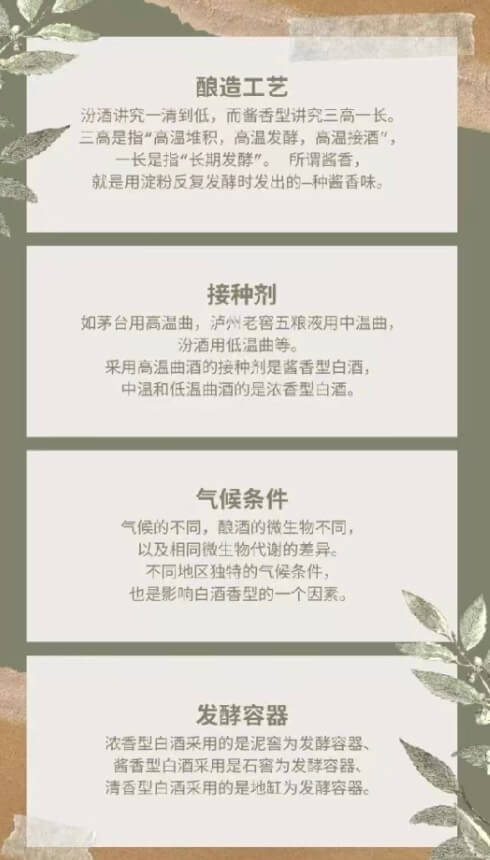 酿造工艺
汾酒讲究一清到低，而酱香型讲究三高一长。
三高是指“高温堆积，高温发酵，高温接酒”，
一长是指“长期发酵”。 所谓酱香，
就是用淀粉反复发酵时发出的—种酱香味。
接种剂
如茅台用高温曲，泸州老窖五粮液用中温曲，
汾酒用低温曲等。
采用高温曲酒的接种剂是酱香型白酒，
中温和低温曲酒的是浓香型白酒。
气候条件
气候的不同，酿酒的微生物不同，
以及相同微生物代谢的差异。
不同地区独特的气候条件，
也是影响白酒香型的一个因素。
发酵容器
浓香型白酒采用的是泥窖为发酵容器、
酱香型白酒采用是石窖为发酵容器、
清香型白酒采用的是地缸为发酵容器。